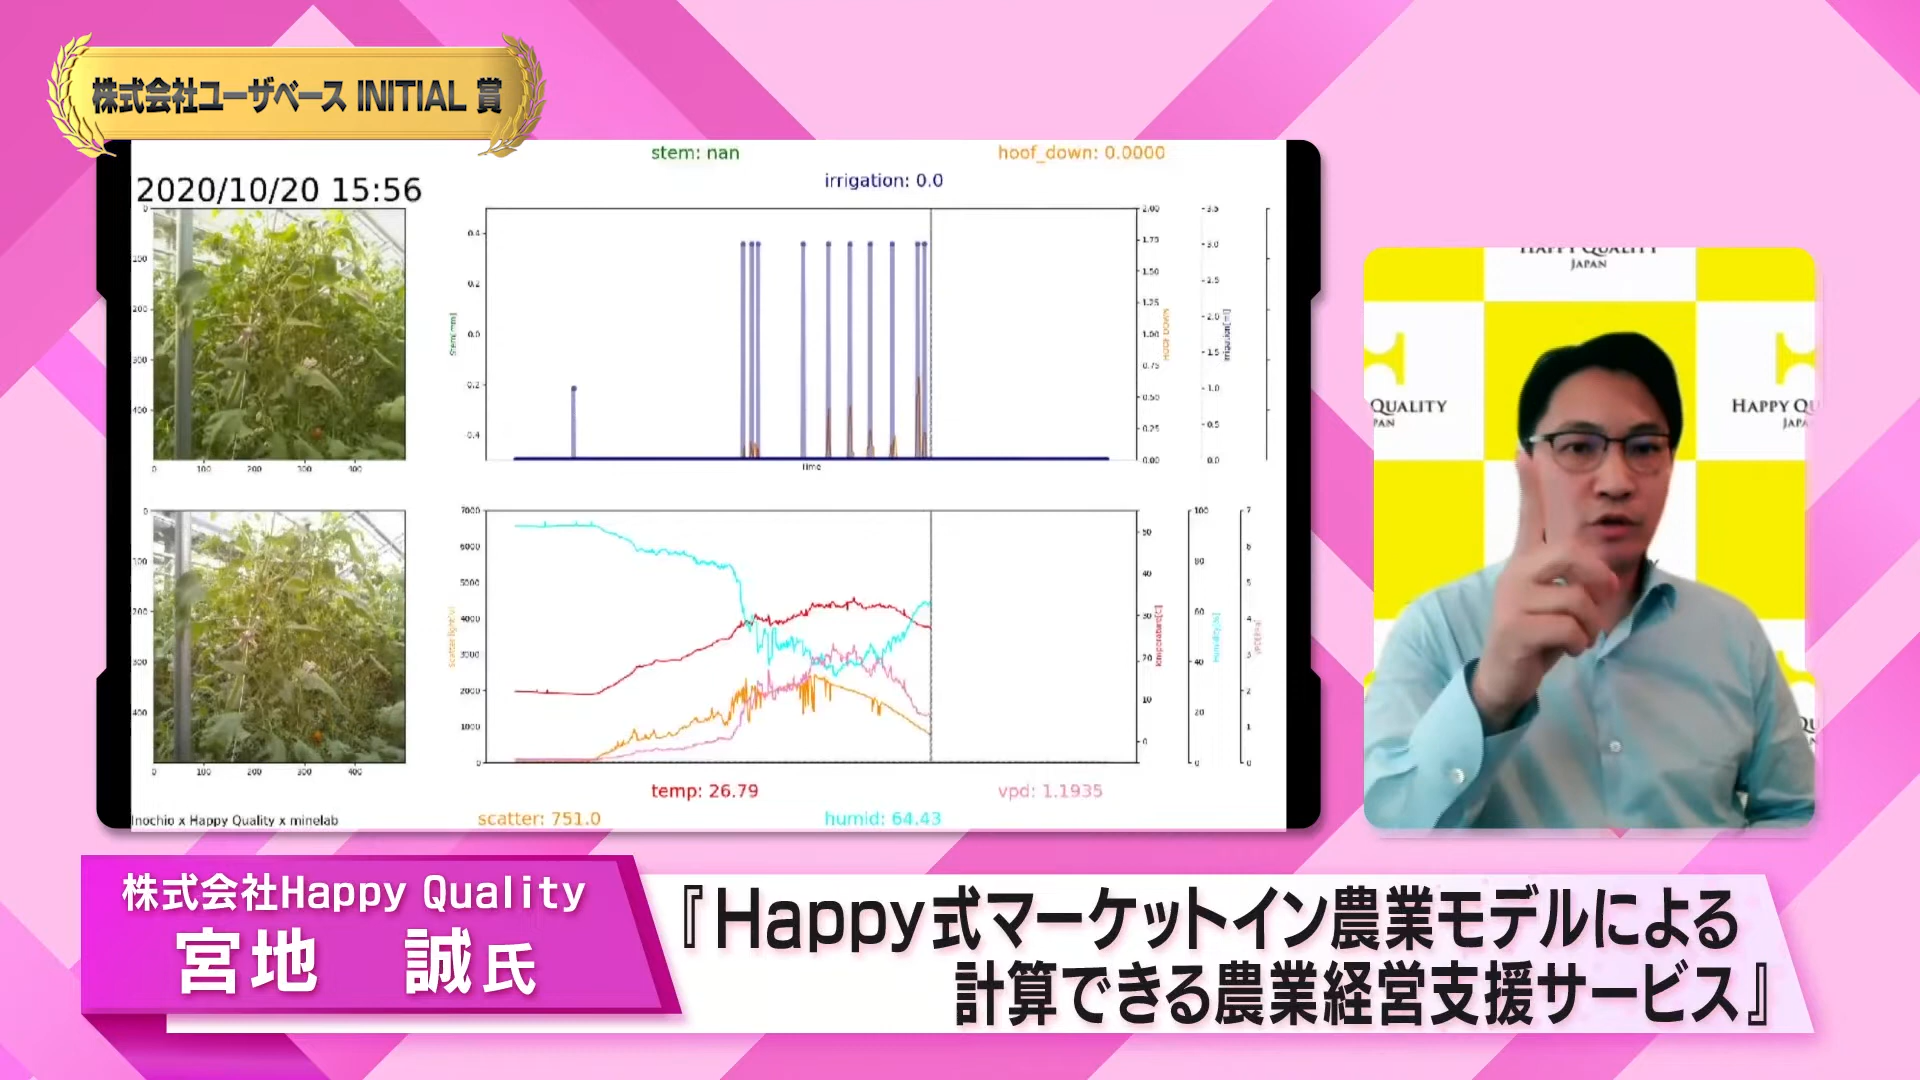 株式会社ユーザベース INITIAL 賞
stem: nan
hoof_down: 0.0000
irrigation: 0.0
2020/10/20 15:56
Time
temp: 26.79
vpd: 1.1935
scatter: 751.0
humid: 64.43
Inochio x Happy Quality x minelab
HAPPY QUALITY
JAPAN
QUALITY
PAN
HAPPY QU
JAPA
株式会社Happy Quality
宮地 誠氏
『Happy式マーケットイン農業モデルによる
計算できる農業経営支援サービス』